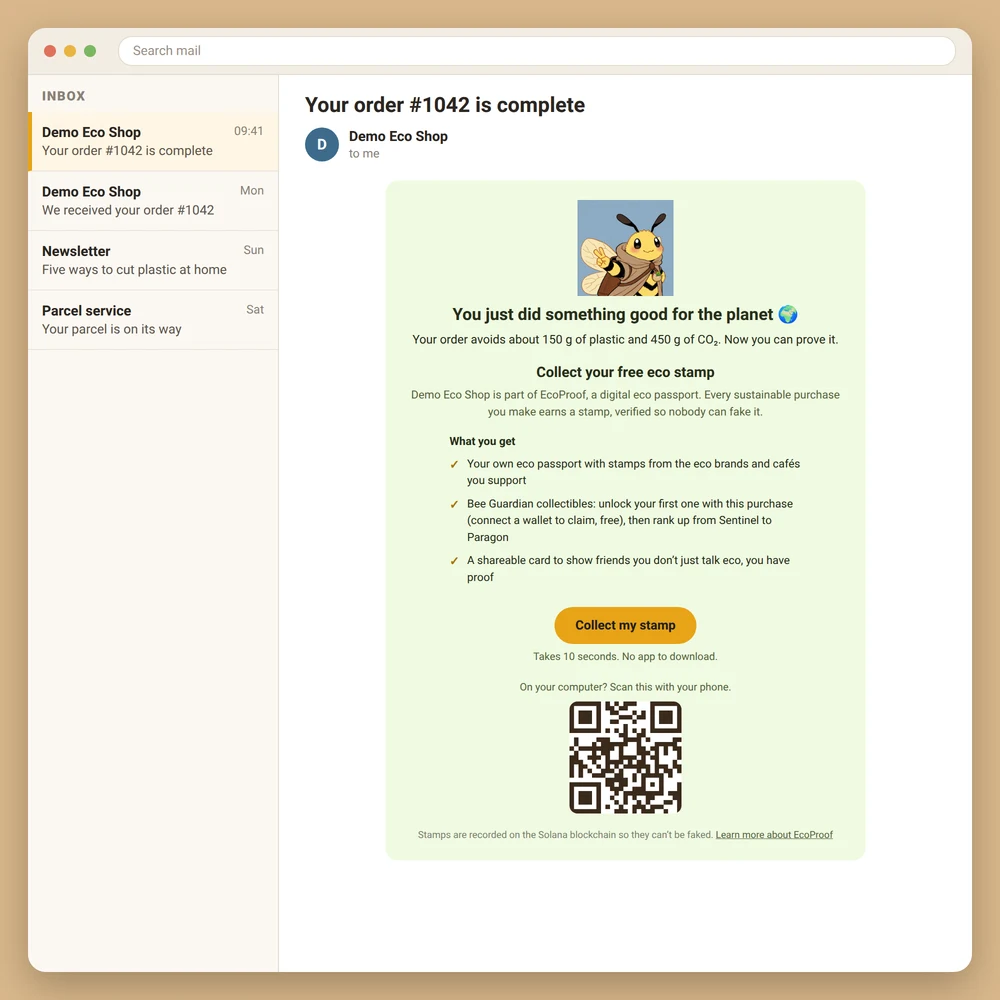 Search mail
INBOX
Demo Eco Shop 09:41
Your order #1042 is complete
Demo Eco Shop Mon
We received your order #1042
Newsletter Sun
Five ways to cut plastic at home
Parcel service Sat
Your parcel is on its way
Your order #1042 is complete
D
Demo Eco Shop
to me
You just did something good for the planet 🌍
Your order avoids about 150 g of plastic and 450 g of CO₂. Now you can prove it.
Collect your free eco stamp
Demo Eco Shop is part of EcoProof, a digital eco passport. Every sustainable purchase
you make earns a stamp, verified so nobody can fake it.
What you get
✓ Your own eco passport with stamps from the eco brands and cafés
you support
✓ Bee Guardian collectibles: unlock your first one with this purchase
(connect a wallet to claim, free), then rank up from Sentinel to
Paragon
✓ A shareable card to show friends you don’t just talk eco, you have
proof
Collect my stamp
Takes 10 seconds. No app to download.
On your computer? Scan this with your phone.
Stamps are recorded on the Solana blockchain so they can’t be faked. Learn more about EcoProof